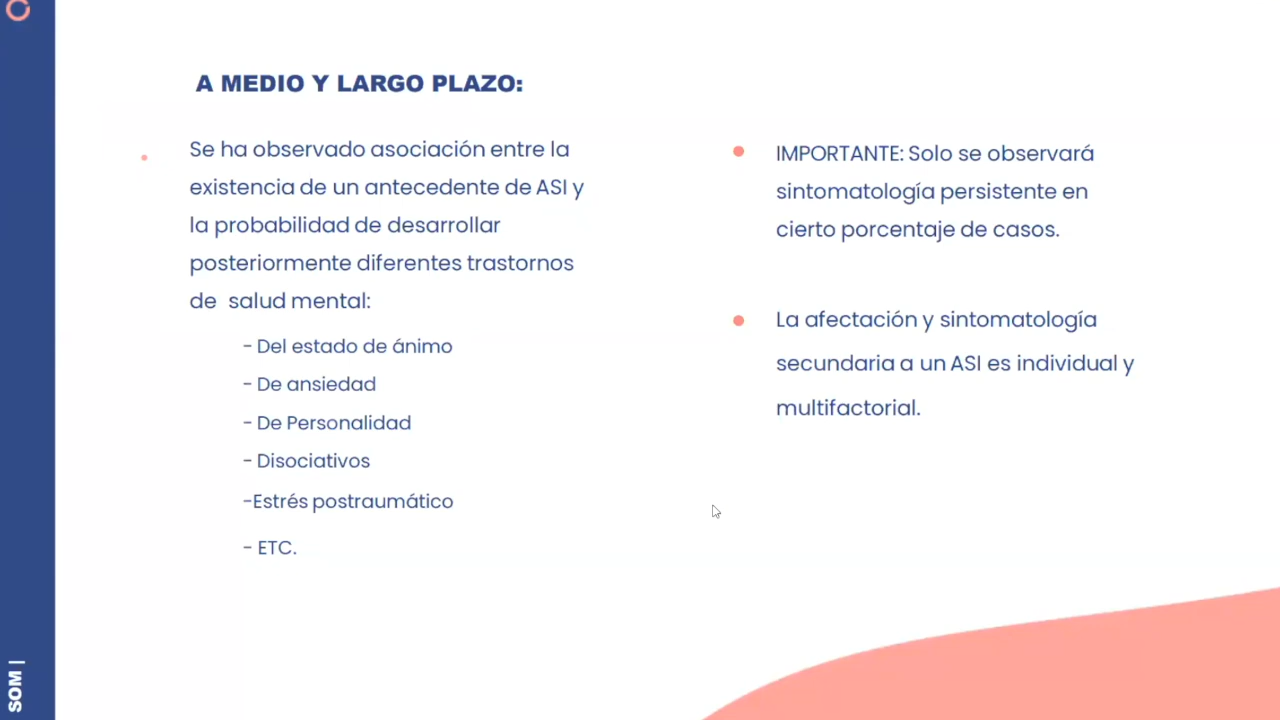 A MEDIO Y LARGO PLAZO:
Se ha observado asociación entre la
existencia de un antecedente de ASI y
la probabilidad de desarrollar
posteriormente diferentes trastornos
de salud mental:
- Del estado de ánimo
- De ansiedad
- De Personalidad
- Disociativos
-Estrés postraumático
- ETC.
IMPORTANTE: Solo se observará
sintomatología persistente en
cierto porcentaje de casos.
La afectación y sintomatología
secundaria a un ASI es individual y
multifactorial.
SOM |